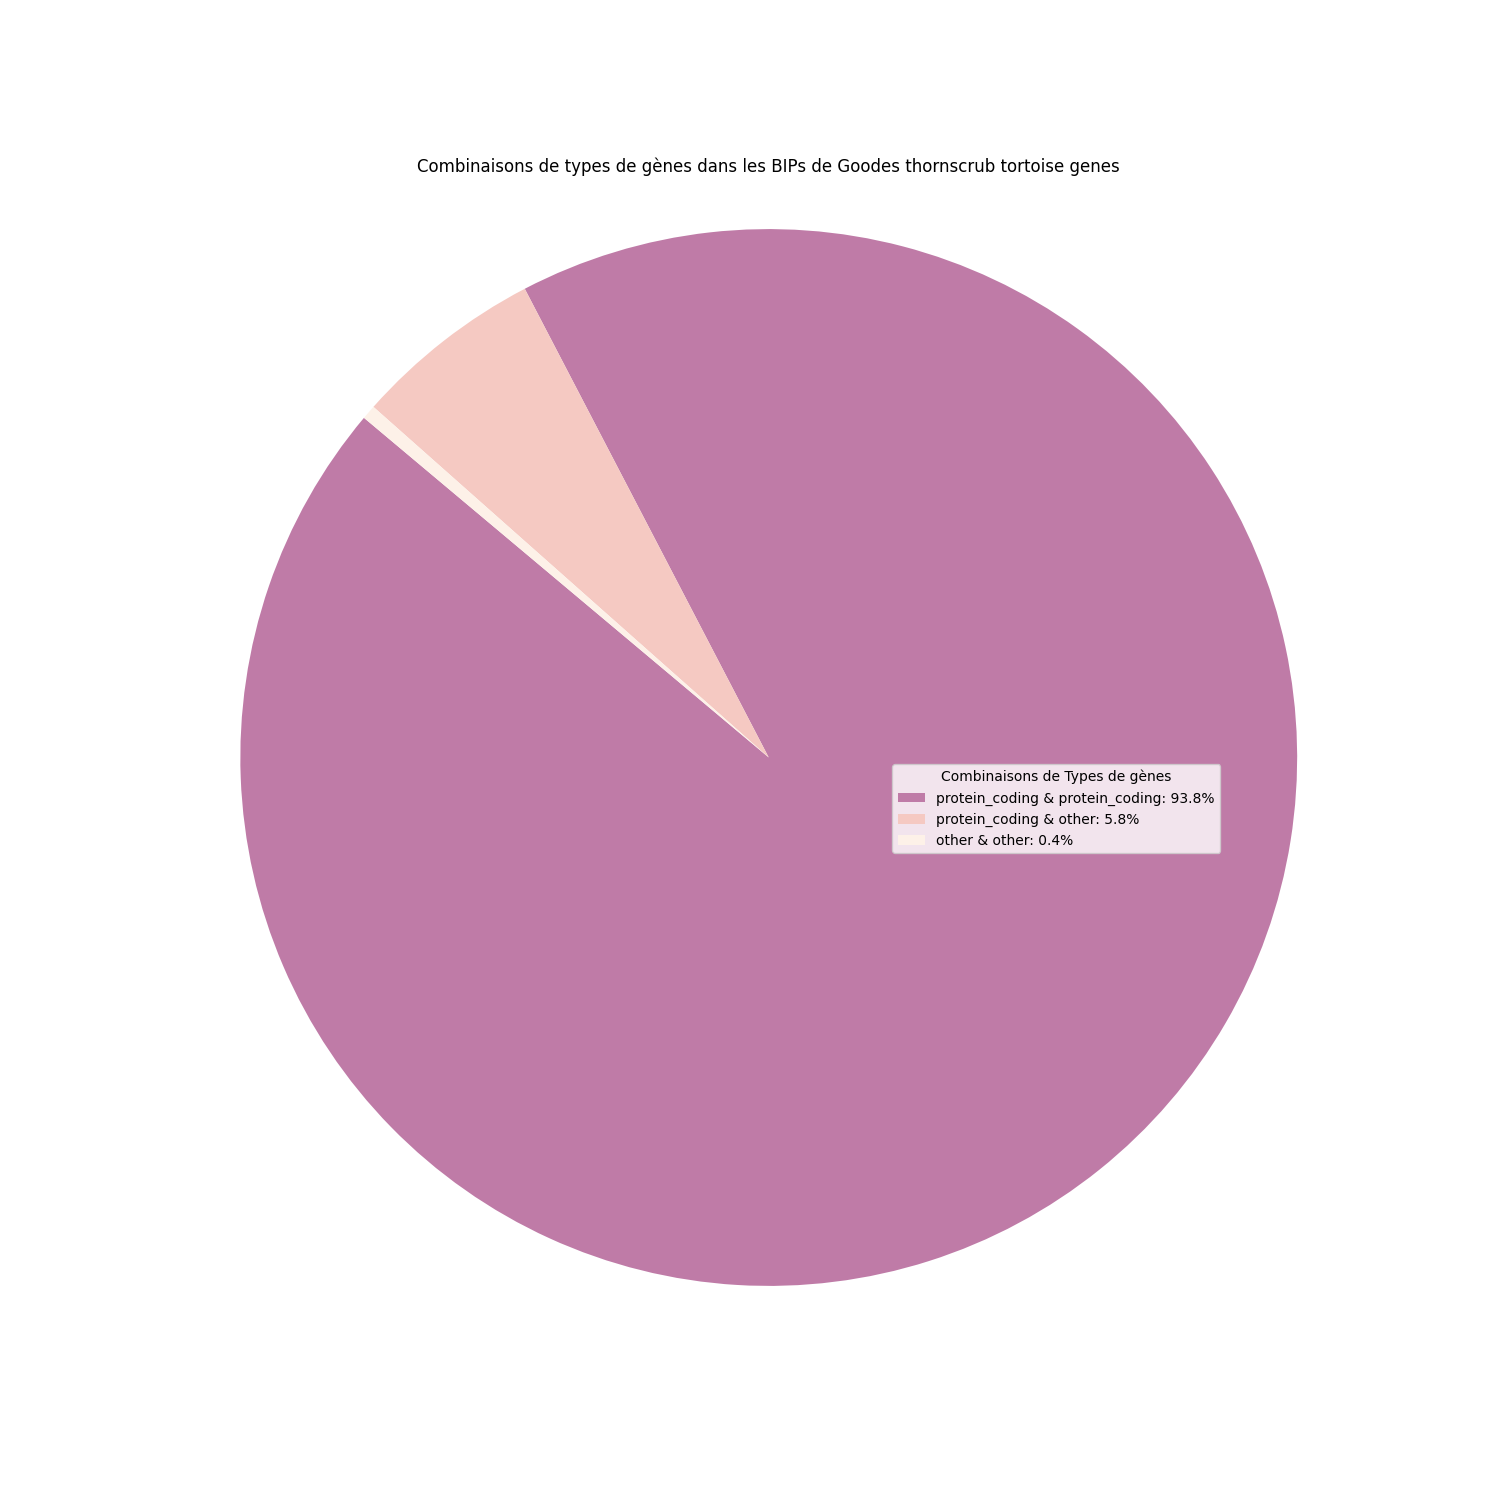 Combinaisons de types de gènes dans les BIPs de Goodes thornscrub tortoise genes
Combinaisons de Types de gènes
protein_coding & protein_coding: 93.8%
protein_coding & other: 5.8%
other & other: 0.4%